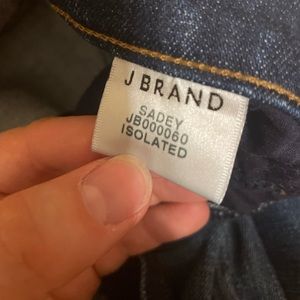 J BRAND
SADEY
JB000060
ISOLATED